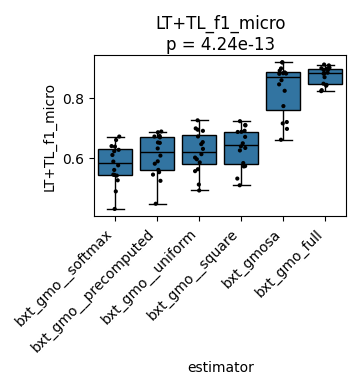 LT+TL_f1_micro
p = 4.24e-13
LT+TL_f1_micro
0.8
0.6
bxt_gmo__softmax
bxt_gmo__precomputed
bxt_gmo__uniform
bxt_gmo__square
bxt_gmosa
bxt_gmo_full
estimator